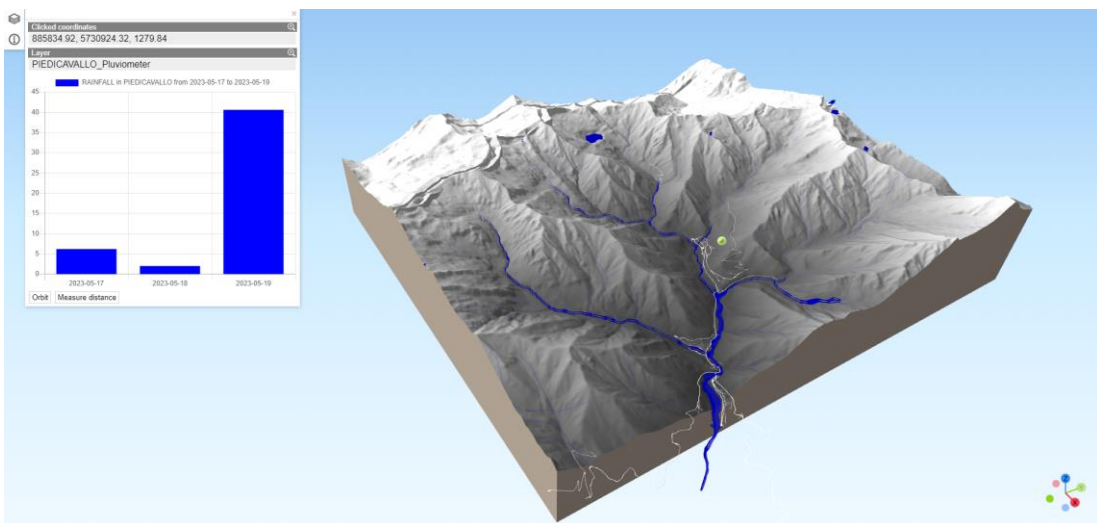 Clicked coordinates
885834.92, 5730924.32, 1279.84
Layer
PIEDICAVALLO_Pluviometer
RAINFALL in PIEDICAVALLO from 2023-05-17 to 2023-05-19
45
40
35
30
25
20
15
10
5
0
2023-05-17 2023-05-18 2023-05-19
Orbit Measure distance
Z
Y
X